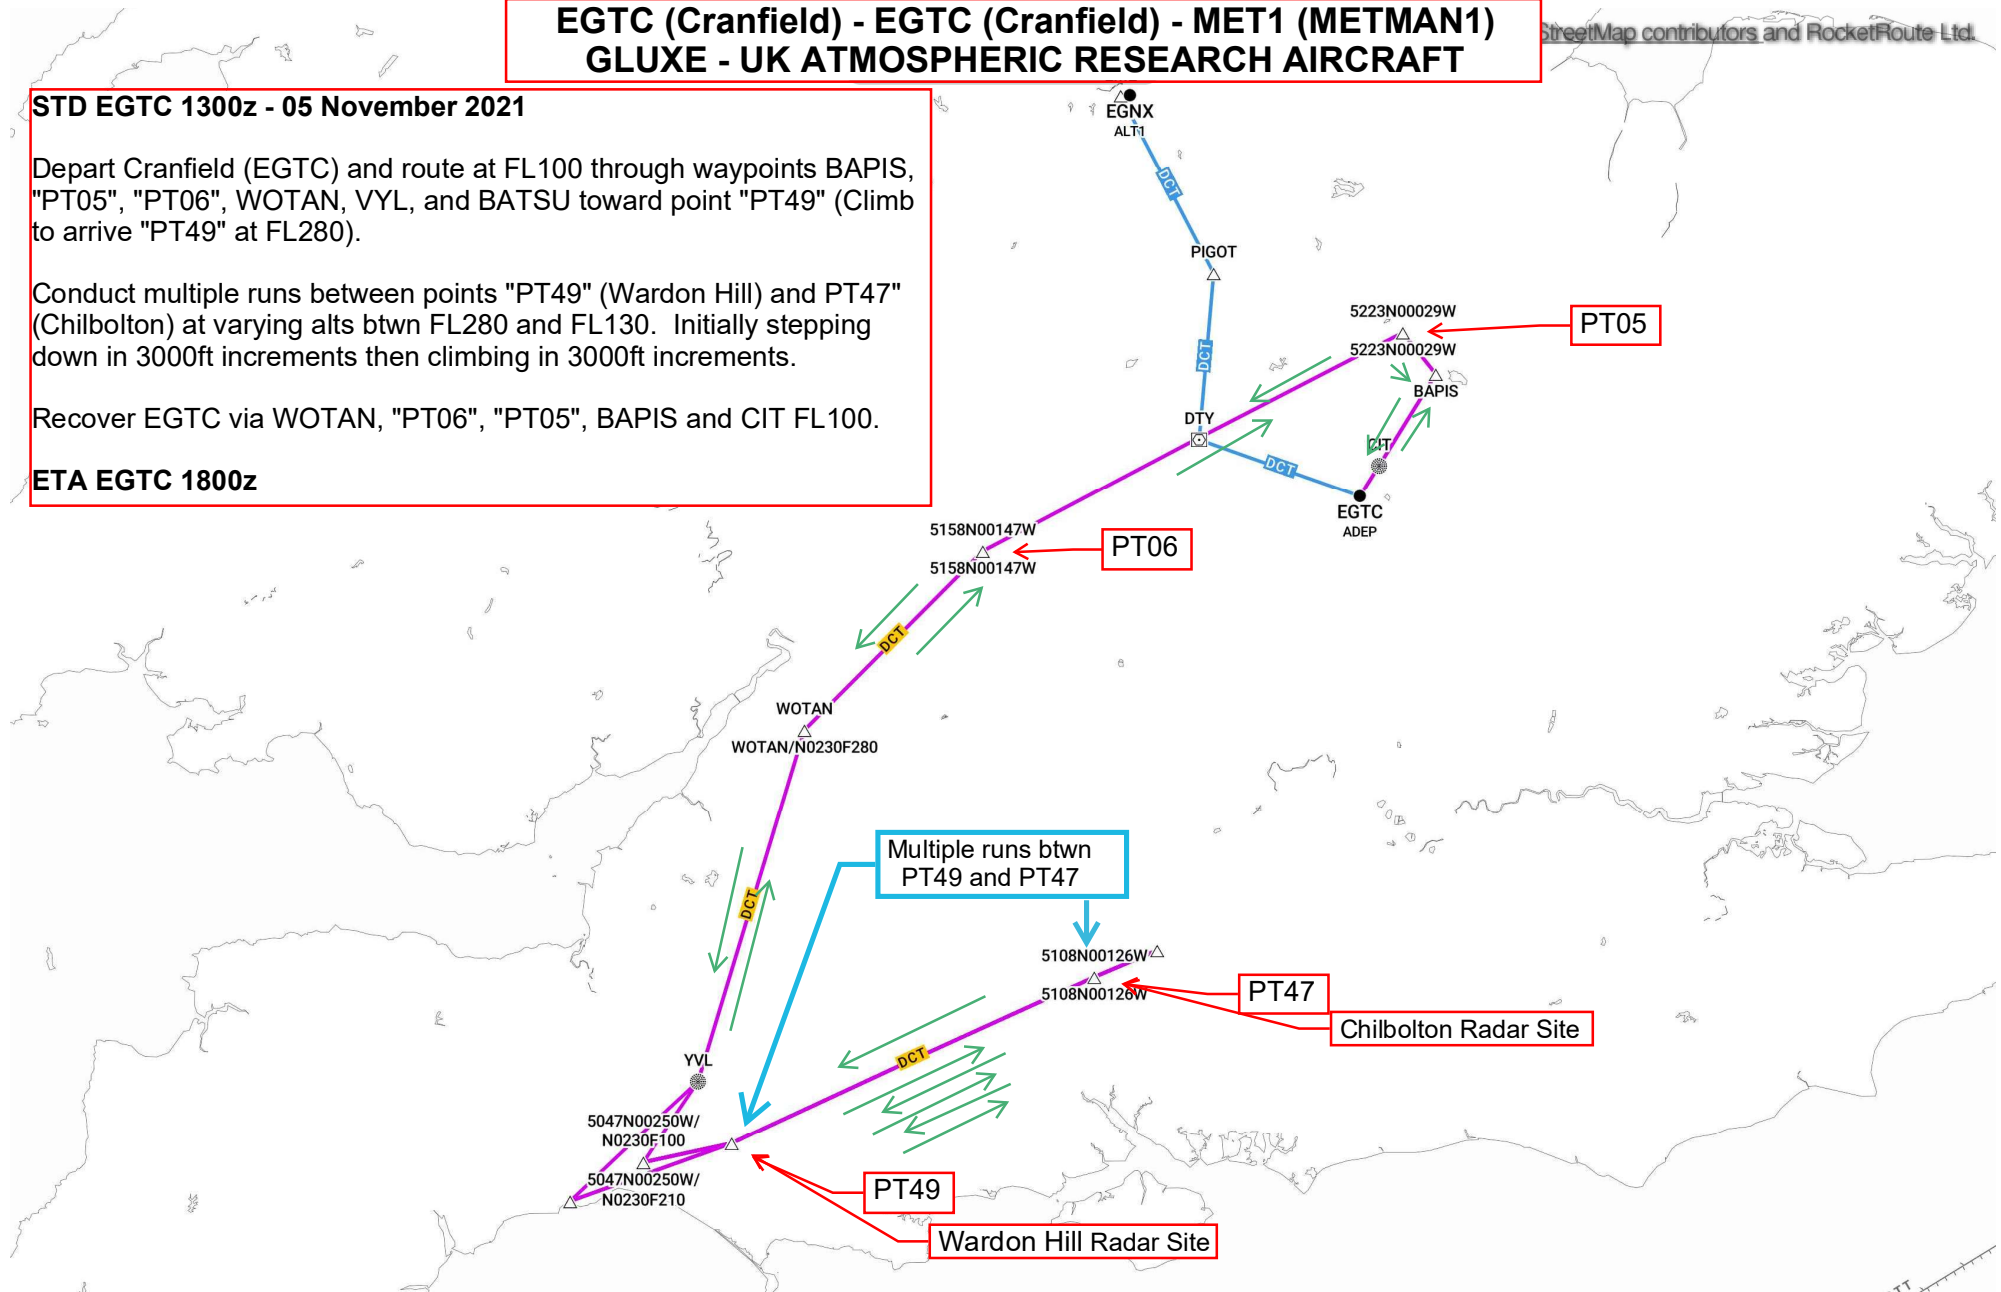 EGTC (Cranfield) - EGTC (Cranfield) - MET1 (METMAN1)
GLUXE - UK ATMOSPHERIC RESEARCH AIRCRAFT
StreetMap contributors and RocketRoute Ltd.
STD EGTC 1300z - 05 November 2021
Depart Cranfield (EGTC) and route at FL100 through waypoints BAPIS,
"PT05", "PT06", WOTAN, VYL, and BATSU toward point "PT49" (Climb
to arrive "PT49" at FL280).
Conduct multiple runs between points "PT49" (Wardon Hill) and PT47"
(Chilbolton) at varying alts btwn FL280 and FL130.  Initially stepping
down in 3000ft increments then climbing in 3000ft increments.
Recover EGTC via WOTAN, "PT06", "PT05", BAPIS and CIT FL100.
ETA EGTC 1800z
EGNX
ALT1
DCT
PIGOT
DCT
5223N00029W
PT05
5223N00029W
BAPIS
DTY
CIT
DCT
EGTC
ADEP
5158N00147W
PT06
5158N00147W
DCT
WOTAN
WOTAN/N0230F280
Multiple runs btwn
PT49 and PT47
DCT
5108N00126W
5108N00126W
PT47
Chilbolton Radar Site
DCT
YVL
5047N00250W/
N0230F100
5047N00250W/
N0230F210
PT49
Wardon Hill Radar Site